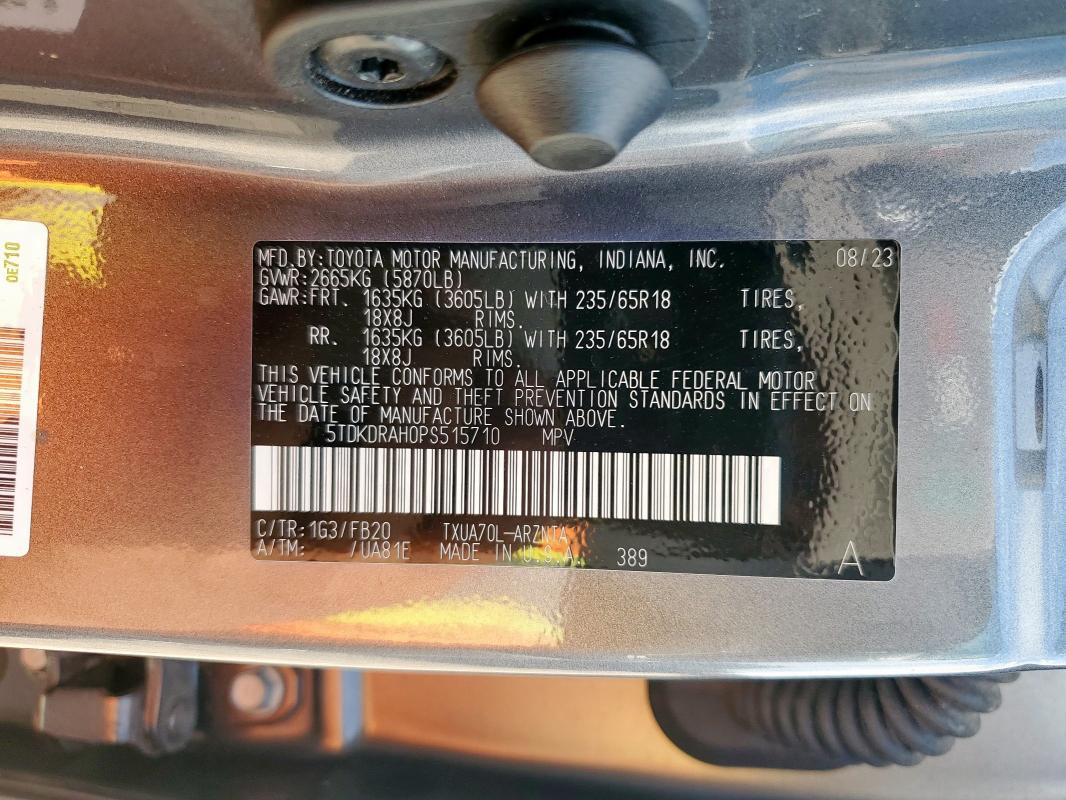 MFD.BY:TOYOTA MOTOR MANUFACTURING, INDIANA, INC. 08/23
GVWR:2665KG (5870LB)
GAWR:FRT. 1635KG (3605LB) WITH 235/65R18 TIRES,
18X8J RIMS.
RR. 1635KG (3605LB) WITH 235/65R18 TIRES,
18X8J RIMS.
THIS VEHICLE CONFORMS TO ALL APPLICABLE FEDERAL MOTOR
VEHICLE SAFETY AND THEFT PREVENTION STANDARDS IN EFFECT ON
THE DATE OF MANUFACTURE SHOWN ABOVE.
5TDKDRAH0PS515710 MPV
C/TR:1G3/FB20 TXUA70L-ARZNTA
A/TM: /UA81E MADE IN U.S.A. 389 A
0E710